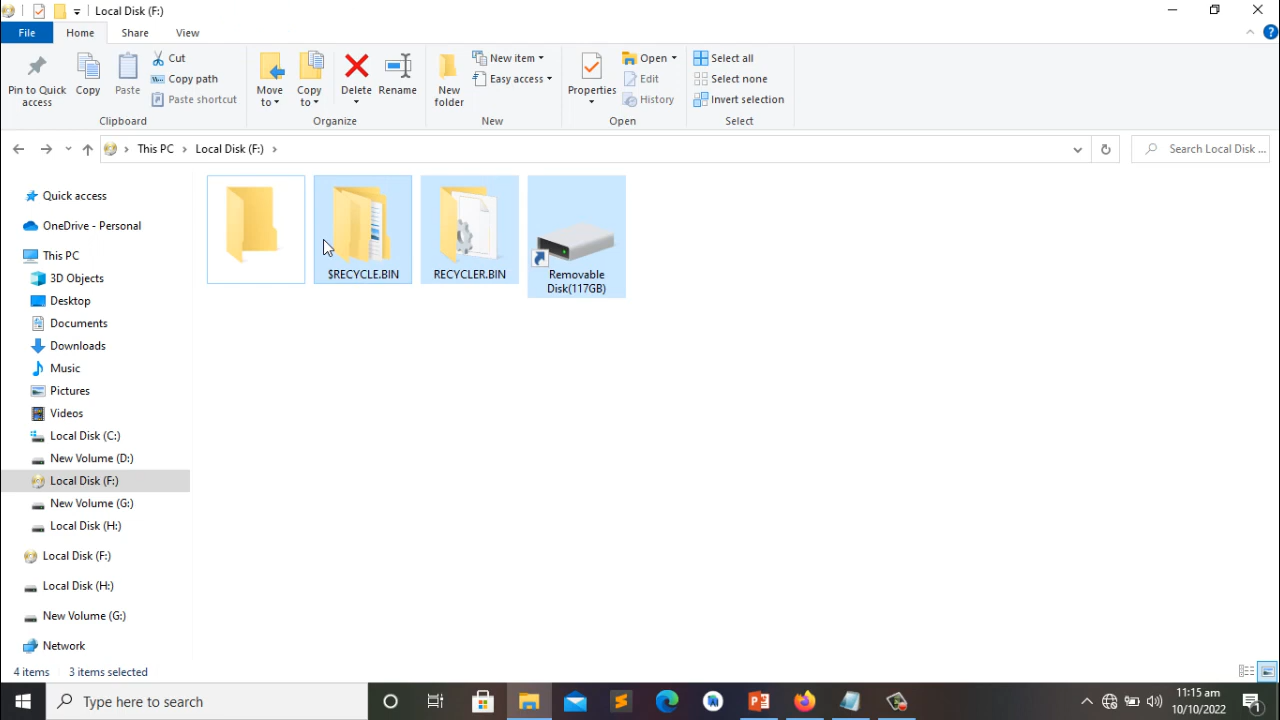 Local Disk (F:)
File Home Share View
Pin to Quick access
Copy
Paste
Cut
Copy path
Paste shortcut
Clipboard
Move to
Copy to
Delete
Rename
Organize
New folder
New item
Easy access
New
Properties
Open
Edit
History
Open
Select all
Select none
Invert selection
Select
This PC Local Disk (F:)
Search Local Disk ...
Quick access
OneDrive - Personal
This PC
3D Objects
Desktop
Documents
Downloads
Music
Pictures
Videos
Local Disk (C:)
New Volume (D:)
Local Disk (F:)
New Volume (G:)
Local Disk (H:)
Local Disk (F:)
Local Disk (H:)
New Volume (G:)
Network
$RECYCLE.BIN
RECYCLER.BIN
Removable
Disk(117GB)
4 items 3 items selected
Type here to search
11:15 am
10/10/2022
1